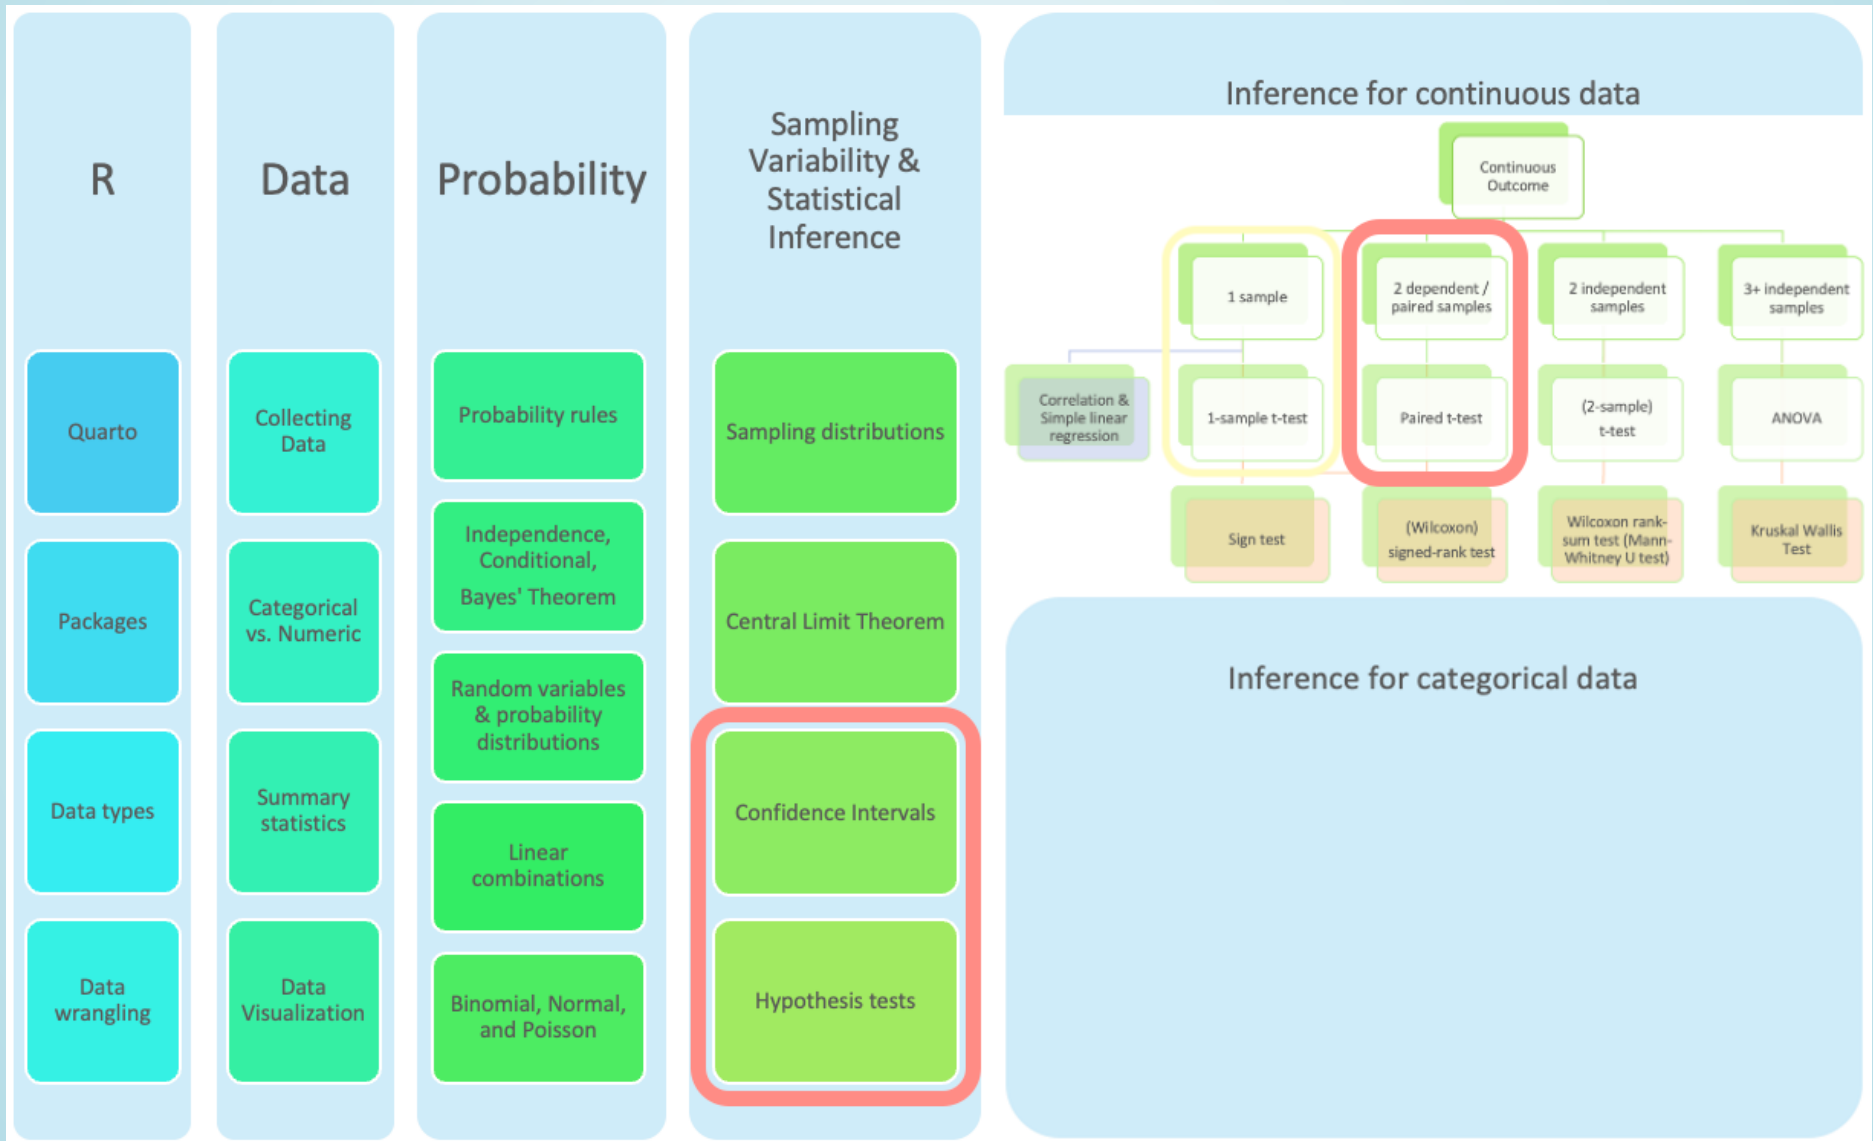 R
Quarto
Packages
Data types
Data
wrangling
Data
Collecting
Data
Categorical
vs. Numeric
Summary
statistics
Data
Visualization
Probability
Probability rules
Independence,
Conditional,
Bayes' Theorem
Random variables
& probability
distributions
Linear
combinations
Binomial, Normal,
and Poisson
Sampling
Variability &
Statistical
Inference
Sampling distributions
Central Limit Theorem
Confidence Intervals
Hypothesis tests
Inference for continuous data
Continuous
Outcome
1 sample
2 dependent /
paired samples
2 independent
samples
3+ independent
samples
Correlation &
Simple linear
regression
1-sample t-test
Paired t-test
(2-sample)
t-test
ANOVA
Sign test
(Wilcoxon)
signed-rank test
Wilcoxon rank-
sum test (Mann-
Whitney U test)
Kruskal Wallis
Test
Inference for categorical data